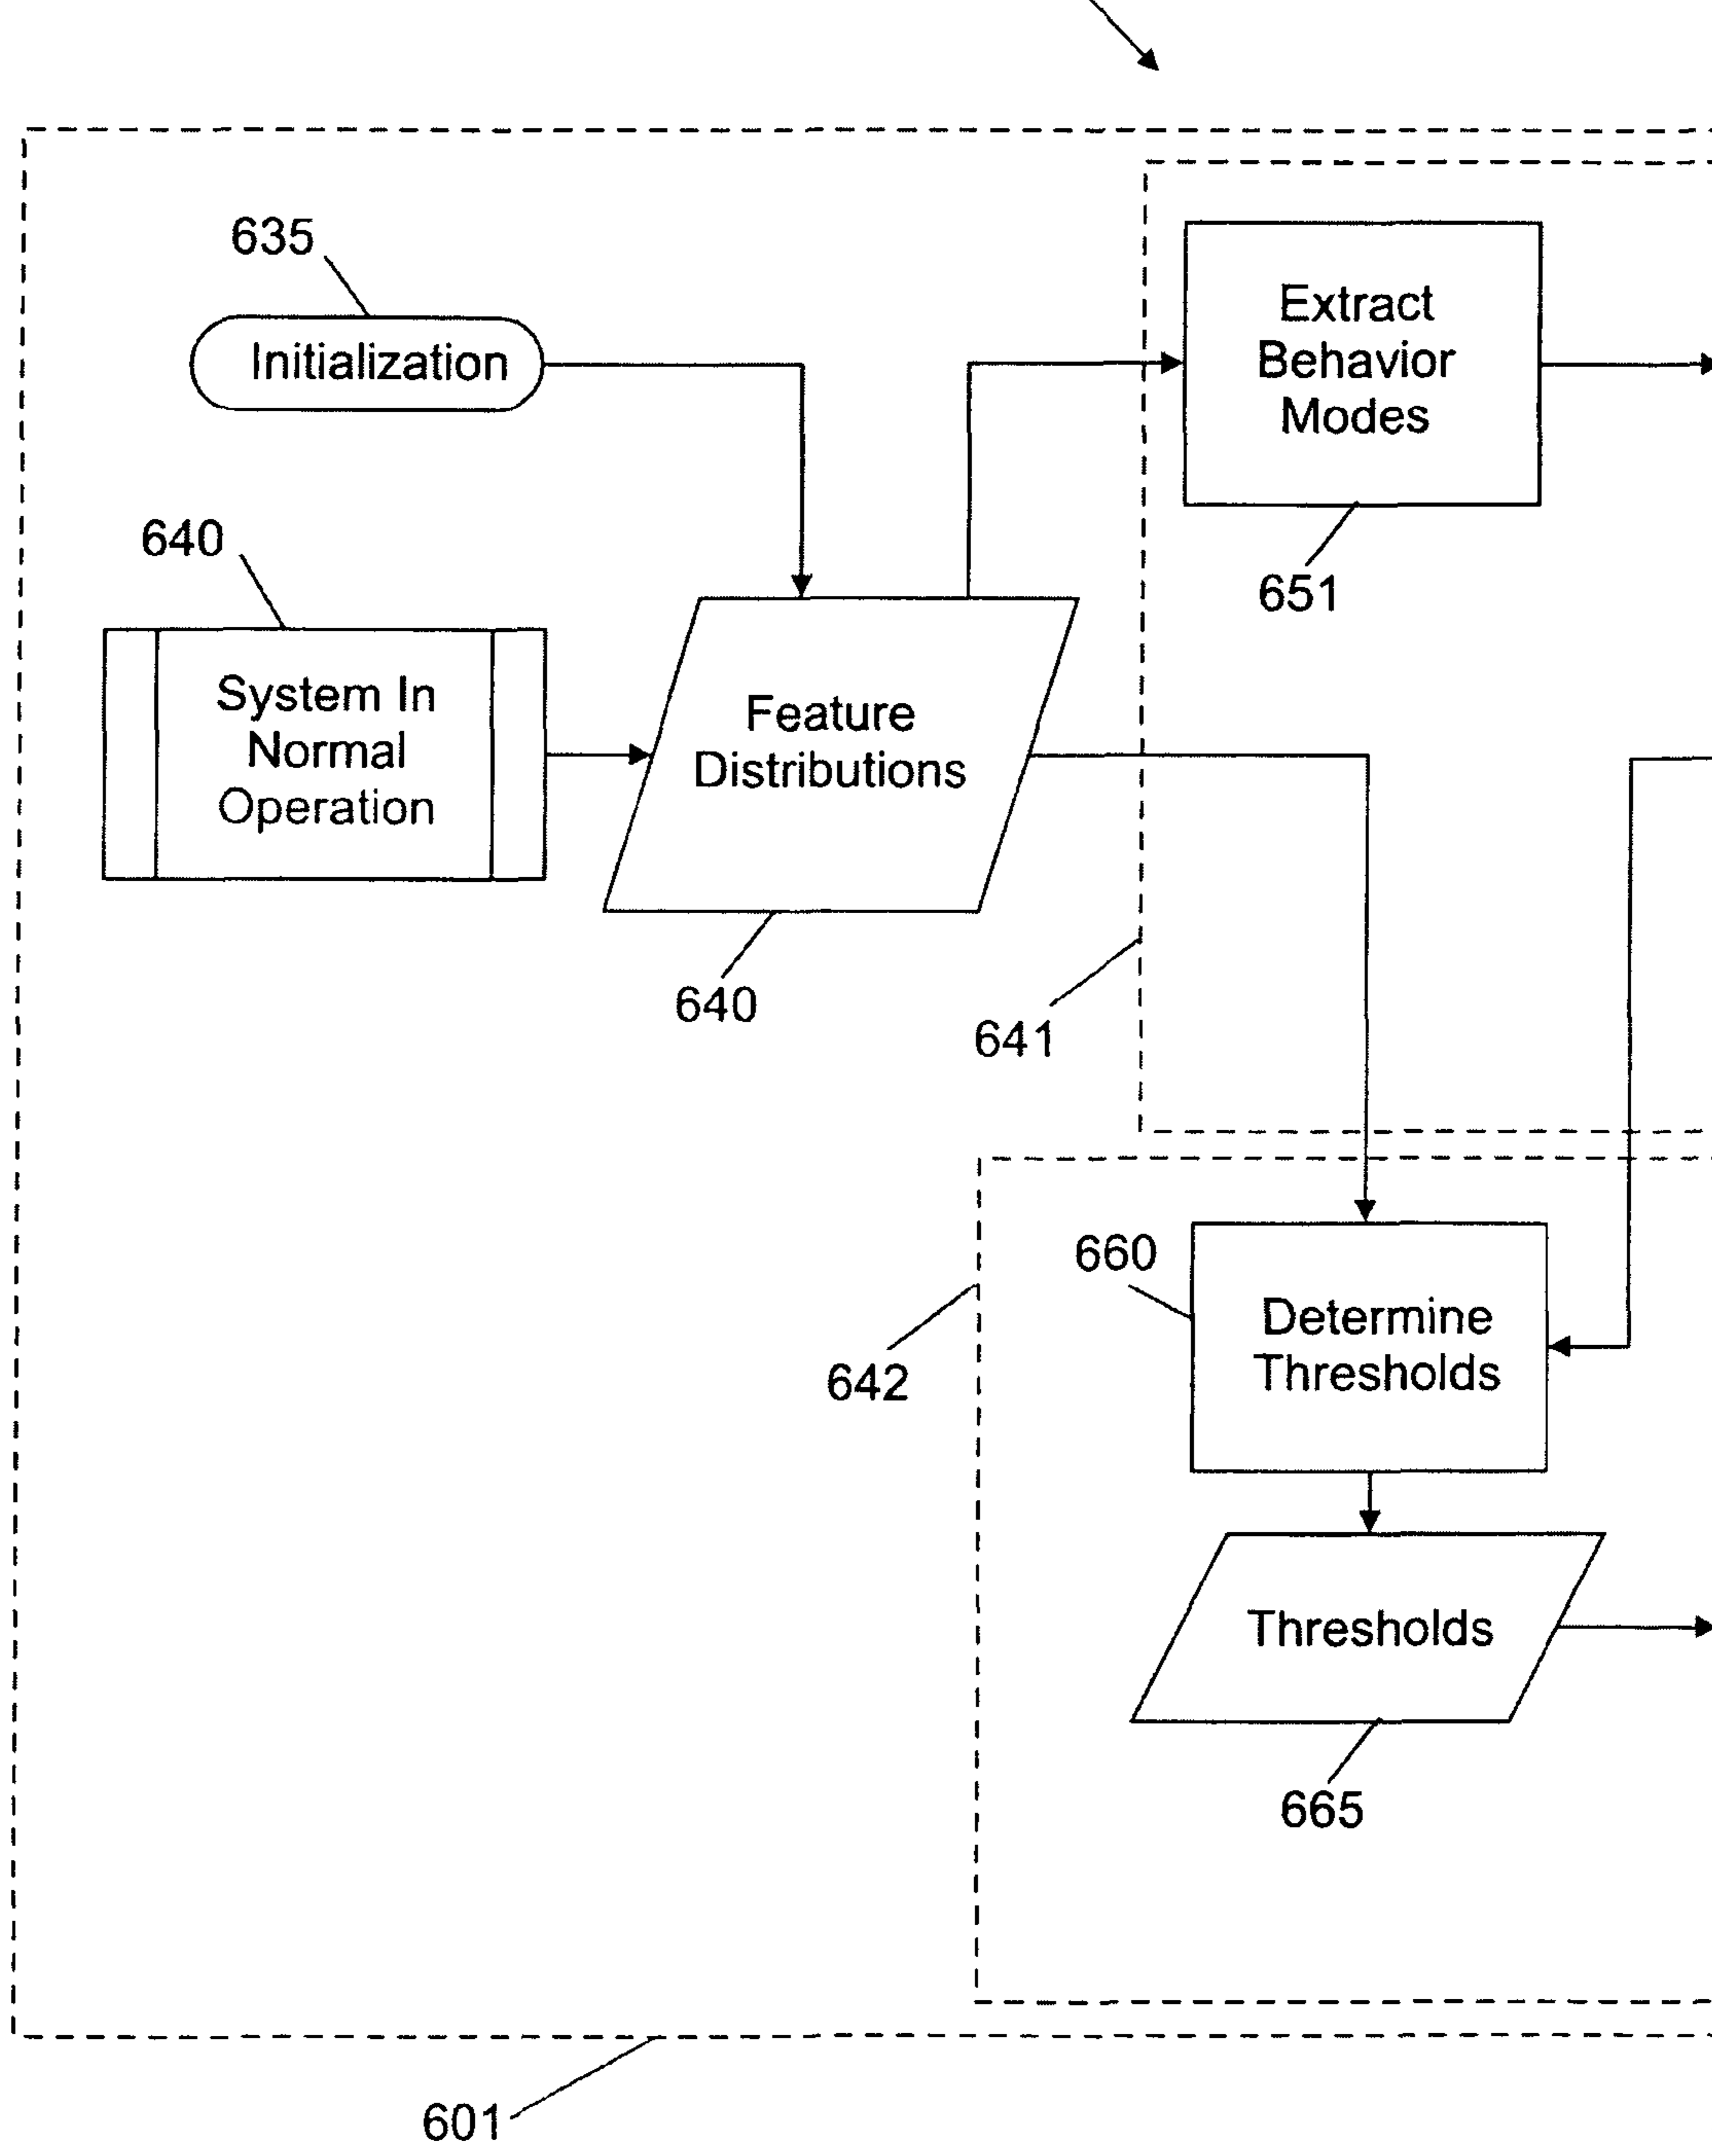 635
Initialization
Extract
Behavior
Modes
651
640
System In
Normal
Operation
Feature
Distributions
640
641
660
Determine
Thresholds
642
Thresholds
665
601